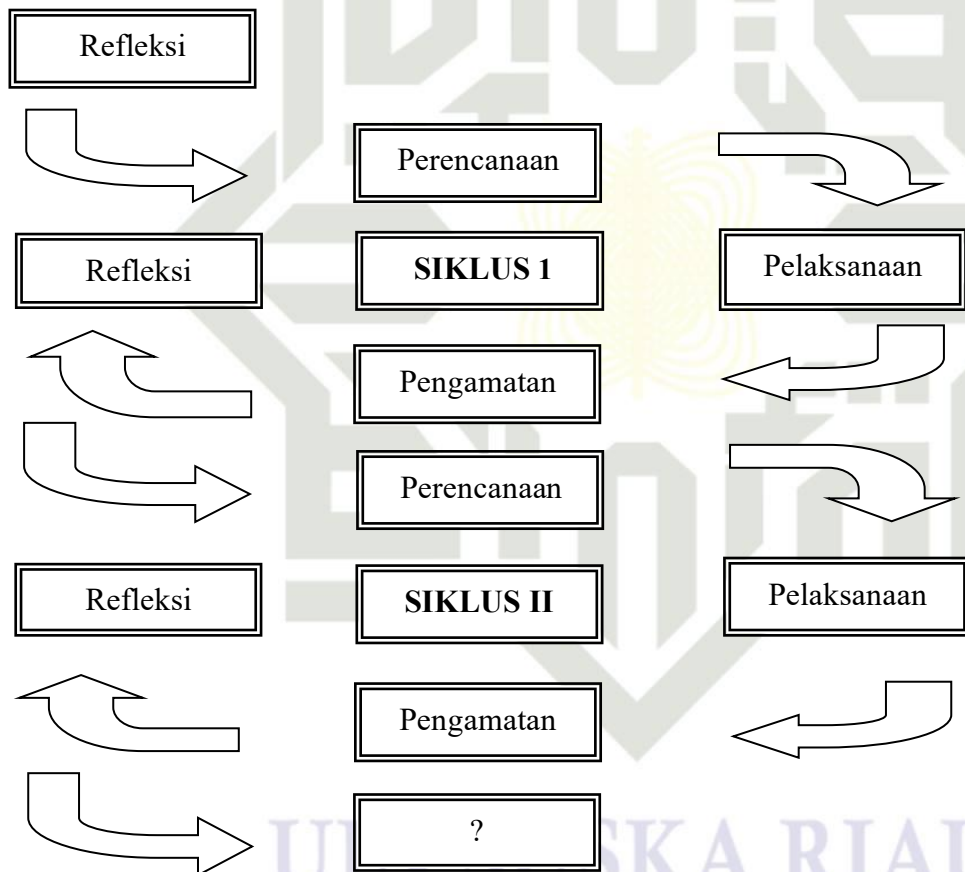 Refleksi
Perencanaan
Refleksi
SIKLUS 1
Pelaksanaan
Pengamatan
Perencanaan
Refleksi
SIKLUS II
Pelaksanaan
Pengamatan
?